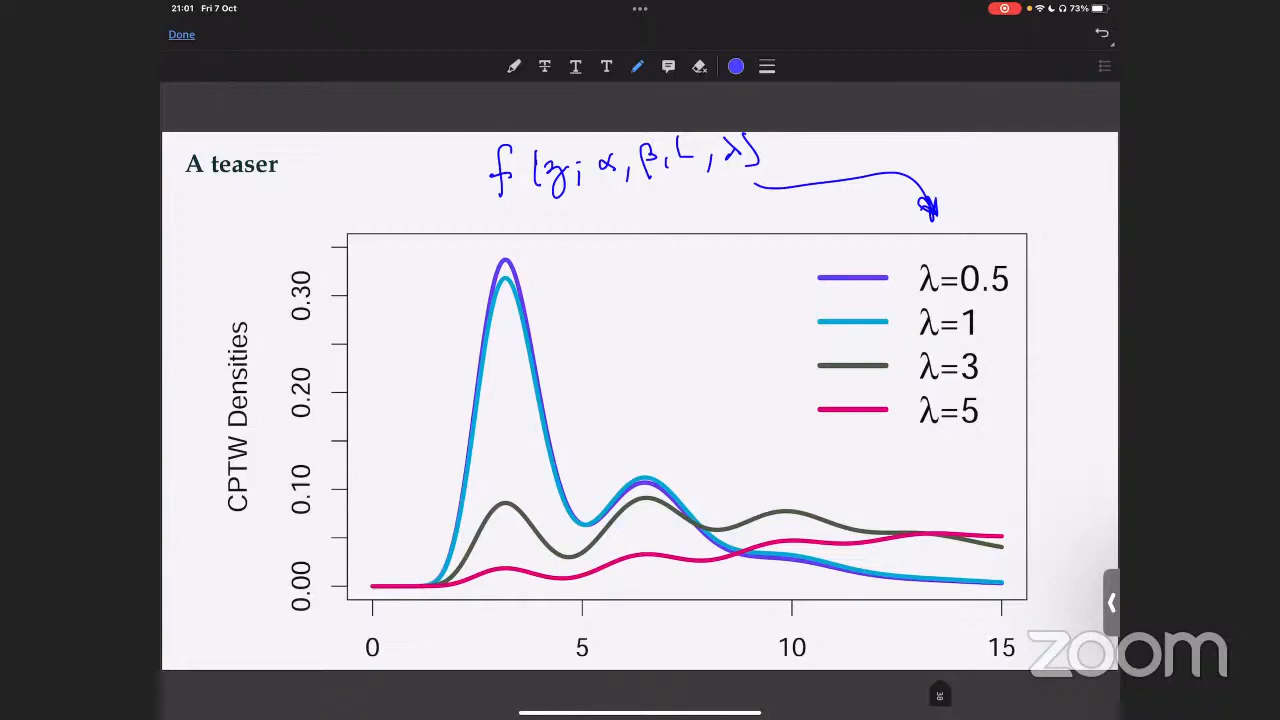 21:01 Fri 7 Oct
73%
Done
A teaser
f (z; α, β, L, λ)
CPTW Densities
0.30
0.20
0.10
0.00
λ=0.5
λ=1
λ=3
λ=5
0 5 10 15
zoom
38